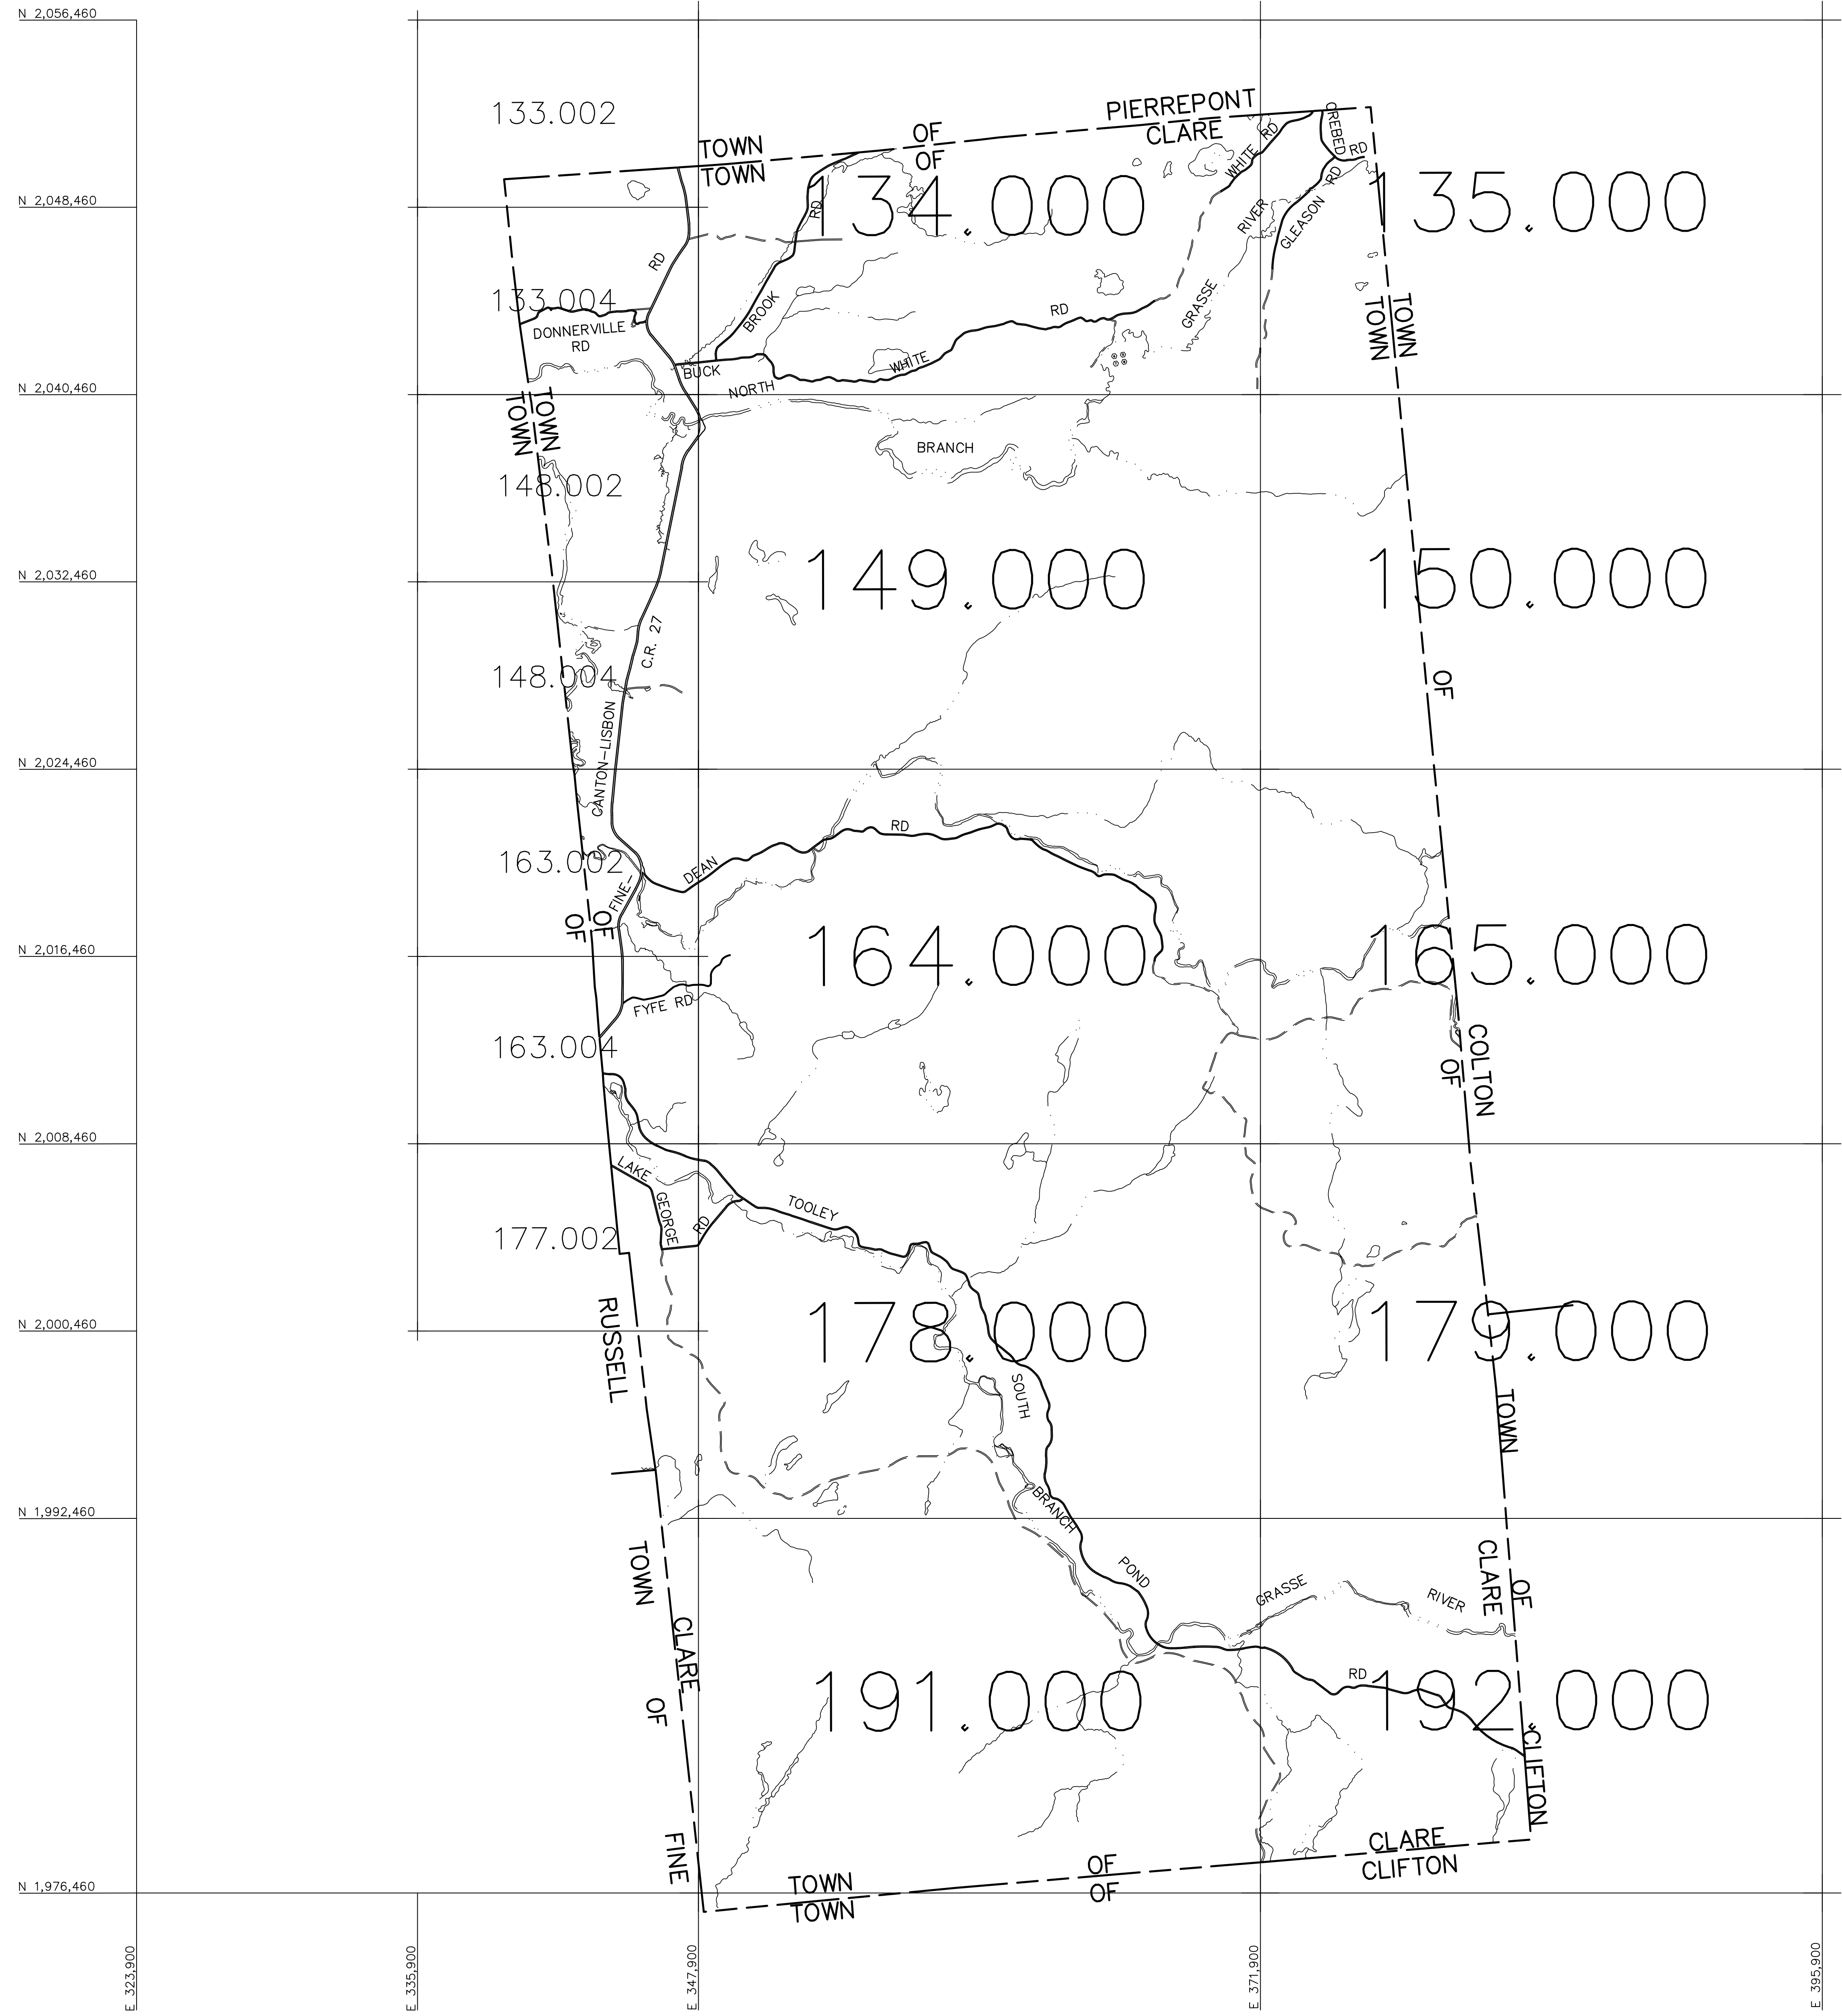 N 2,056,460
133.002
PIERREPONT
CLARE
TOWN OF
TOWN OF
OREBED RD
WHITE RD
134.000
135.000
N 2,048,460
RD
RD
RIVER
GLEASON RD
133.004
DONNERVILLE
RD
BROOK
RD
GRASSE
TOWN
TOWN
BUCK
WHITE
NORTH
N 2,040,460
TOWN
TOWN
BRANCH
148.002
149.000
150.000
N 2,032,460
C.R. 27
148.004
OF
CANTON-LISBON
N 2,024,460
RD
DEAN
163.002
FINE-
OF
OF
164.000
165.000
N 2,016,460
FYFE RD
163.004
COLTON
OF
N 2,008,460
LAKE
GEORGE
RD
TOOLEY
177.002
178.000
179.000
N 2,000,460
RUSSELL
SOUTH
TOWN
N 1,992,460
BRANCH
TOWN
POND
GRASSE
RIVER
CLARE
OF
CLARE
OF
RD
191.000
192.000
CLIFTON
FINE
CLARE
CLIFTON
TOWN OF
TOWN OF
N 1,976,460
E 323,900
E 335,900
E 347,900
E 371,900
E 395,900